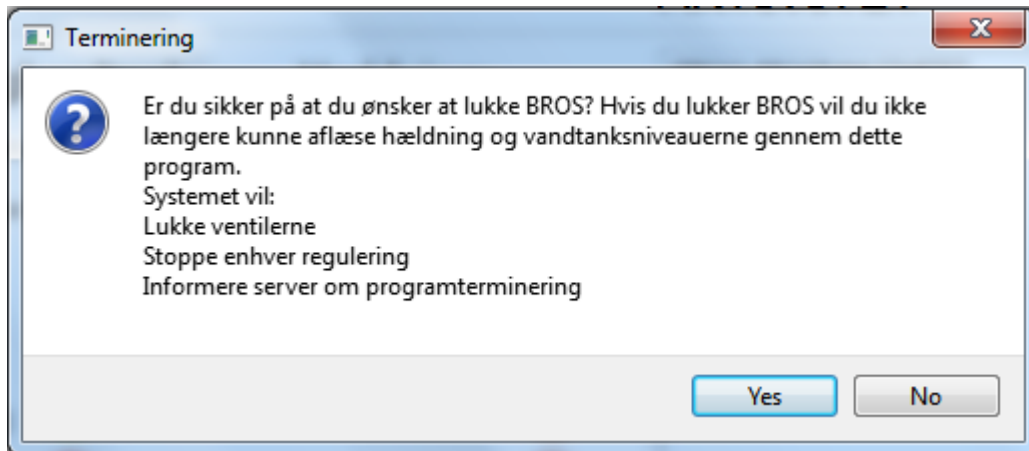 Terminering
Er du sikker på at du ønsker at lukke BROS? Hvis du lukker BROS vil du ikke
længere kunne aflæse hældning og vandtanksniveauerne gennem dette
program.
Systemet vil:
Lukke ventilerne
Stoppe enhver regulering
Informere server om programterminering
Yes No